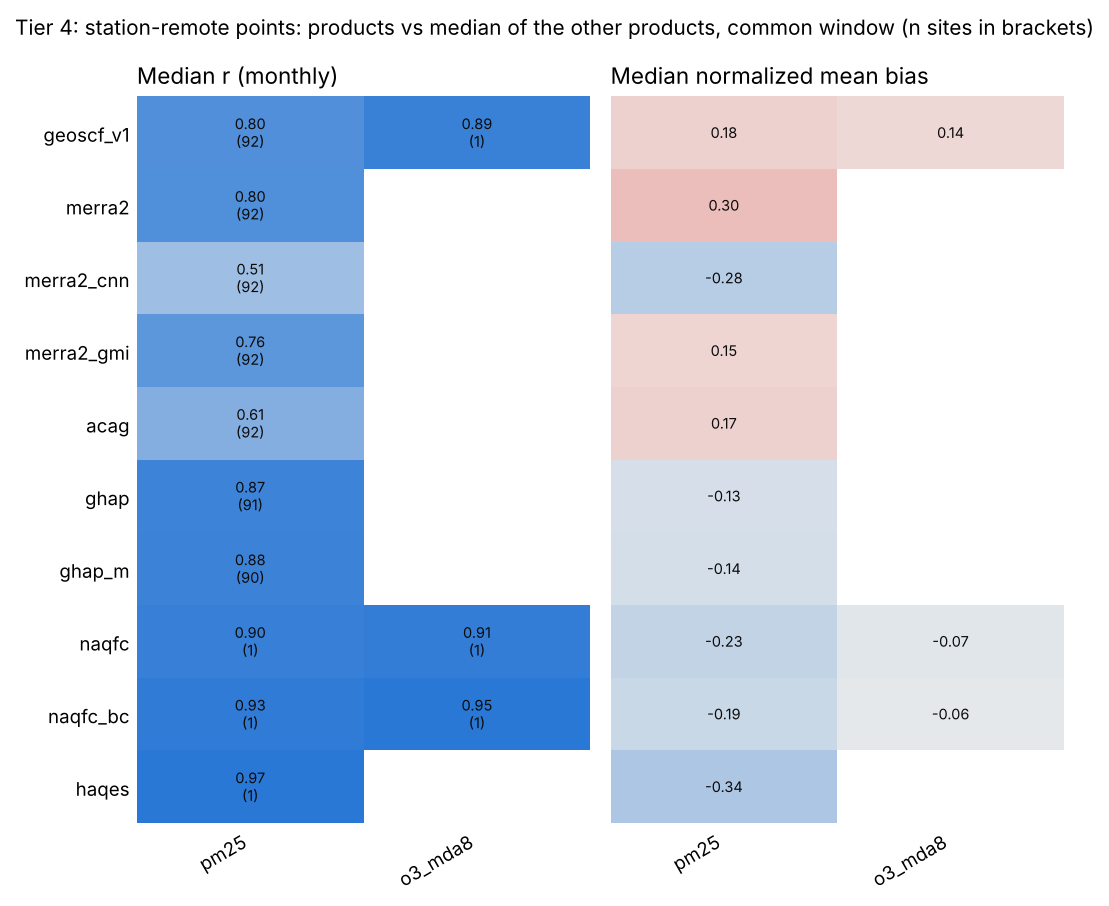 Tier 4: station-remote points: products vs median of the other products, common window (n sites in brackets)
Median r (monthly)
Median normalized mean bias
geoscf_v1
0.80
(92)
0.89
(1)
0.18
0.14
merra2
0.80
(92)
0.30
merra2_cnn
0.51
(92)
-0.28
merra2_gmi
0.76
(92)
0.15
acag
0.61
(92)
0.17
ghap
0.87
(91)
-0.13
ghap_m
0.88
(90)
-0.14
naqfc
0.90
(1)
0.91
(1)
-0.23
-0.07
naqfc_bc
0.93
(1)
0.95
(1)
-0.19
-0.06
haqes
0.97
(1)
-0.34
pm25
o3_mda8
pm25
o3_mda8